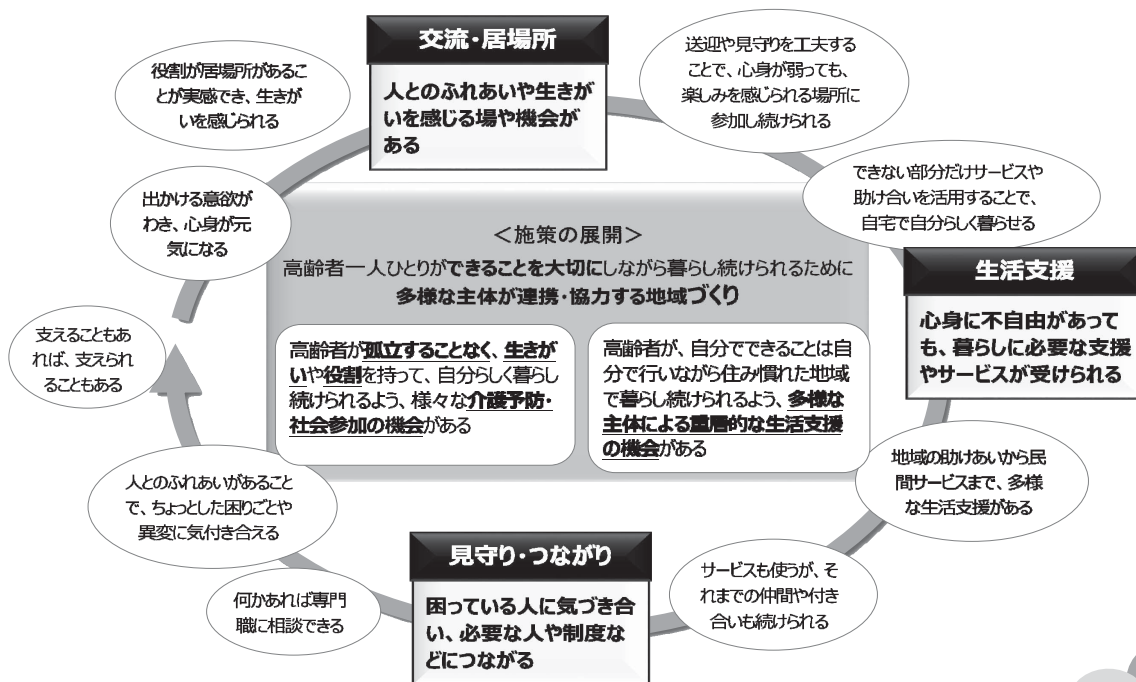 交流・居場所
人とのふれあいや生きが
いを感じる場や機会が
ある
役割が居場所があるこ
とが実感でき、生きが
いを感じられる
送迎や見守りを工夫する
ことで、心身が弱っても、
楽しみを感じられる場所に
参加し続けられる
出かける意欲が
わき、心身が元
気になる
できない部分だけサービスや
助け合いを活用することで、
自宅で自分らしく暮らせる
<施策の展開>
高齢者一人ひとりができることを大切にしながら暮らし続けられるために
多様な主体が連携・協力する地域づくり
生活支援
心身に不自由があって
も、暮らしに必要な支援
やサービスが受けられる
支えることもあ
れば、支えられ
ることもある
高齢者が孤立することなく、生きが
いや役割を持って、自分らしく暮らし
続けられるよう、様々な介護予防・
社会参加の機会がある
高齢者が、自分でできることは自
分で行いながら住み慣れた地域
で暮らし続けられるよう、多様な
主体による重層的な生活支援
の機会がある
人とのふれあいがあること
で、ちょっとした困りごとや
異変に気付き合える
地域の助けあいから民
間サービスまで、多様
な生活支援がある
見守り・つながり
困っている人に気づき合
い、必要な人や制度な
どにつながる
何かあれば専門
職に相談できる
サービスも使うが、そ
れまでの仲間や付き
合いも続けられる